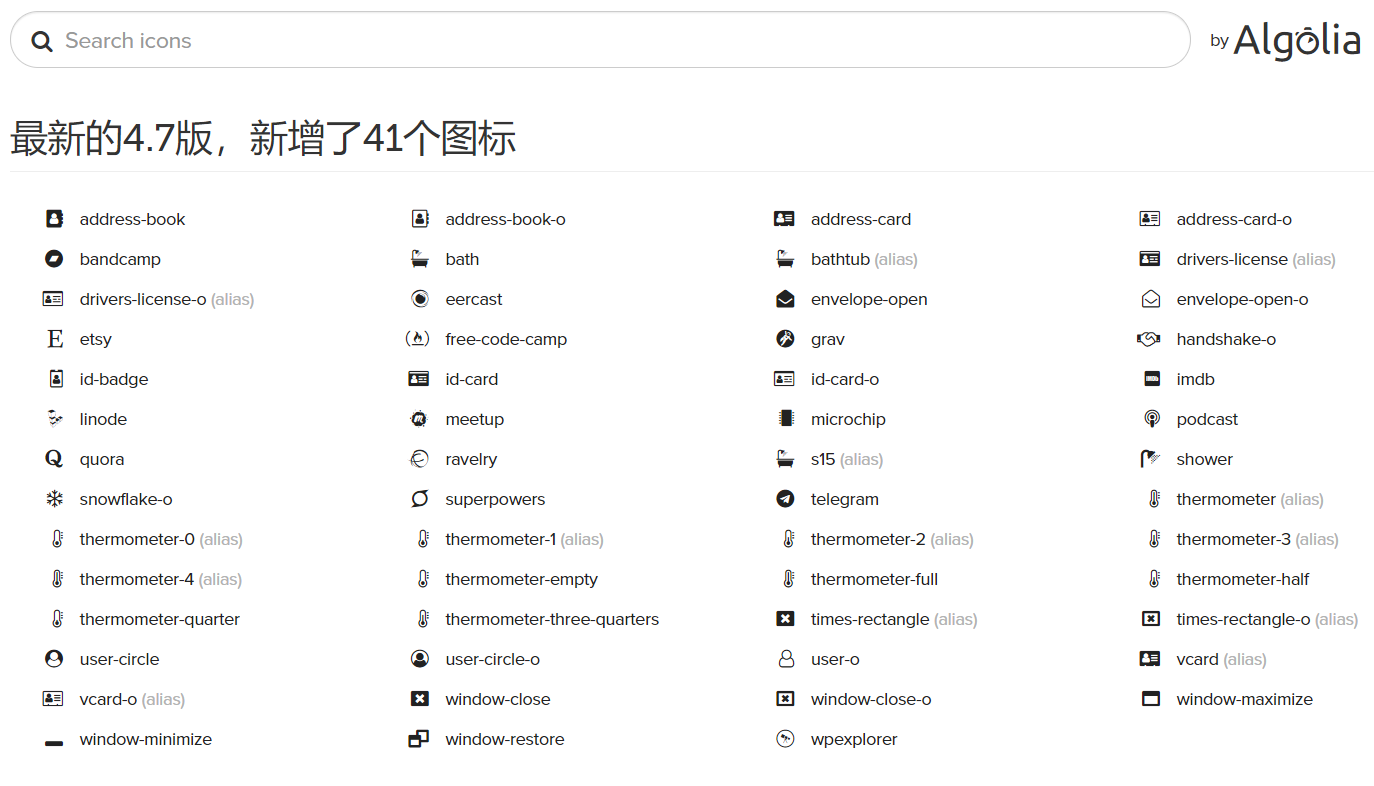 Search icons by Algolia
最新的4.7版，新增了41个图标
address-book address-book-o address-card address-card-o
bandcamp bath bathtub (alias) drivers-license (alias)
drivers-license-o (alias) eercast envelope-open envelope-open-o
etsy free-code-camp grav handshake-o
id-badge id-card id-card-o imdb
linode meetup microchip podcast
quora ravelry s15 (alias) shower
snowflake-o superpowers telegram thermometer (alias)
thermometer-0 (alias) thermometer-1 (alias) thermometer-2 (alias) thermometer-3 (alias)
thermometer-4 (alias) thermometer-empty thermometer-full thermometer-half
thermometer-quarter thermometer-three-quarters times-rectangle (alias) times-rectangle-o (alias)
user-circle user-circle-o user-o vcard (alias)
vcard-o (alias) window-close window-close-o window-maximize
window-minimize window-restore wpexplorer